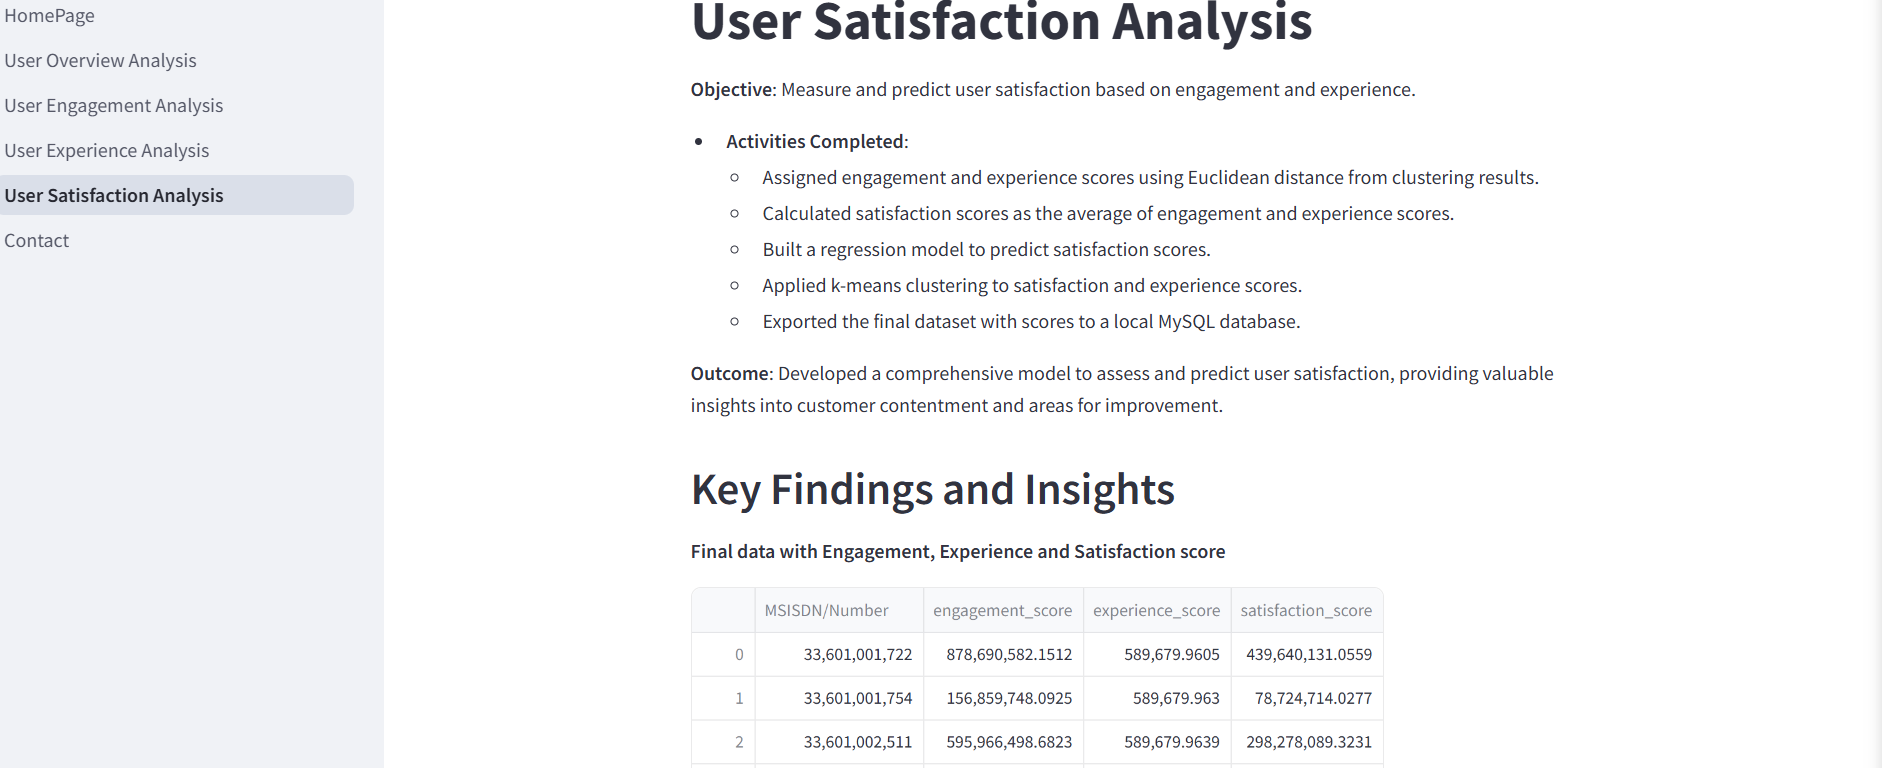 HomePage
User Overview Analysis
User Engagement Analysis
User Experience Analysis
User Satisfaction Analysis
Contact
User Satisfaction Analysis
Objective: Measure and predict user satisfaction based on engagement and experience.
Activities Completed:
Assigned engagement and experience scores using Euclidean distance from clustering results.
Calculated satisfaction scores as the average of engagement and experience scores.
Built a regression model to predict satisfaction scores.
Applied k-means clustering to satisfaction and experience scores.
Exported the final dataset with scores to a local MySQL database.
Outcome: Developed a comprehensive model to assess and predict user satisfaction, providing valuable
insights into customer contentment and areas for improvement.
Key Findings and Insights
Final data with Engagement, Experience and Satisfaction score
MSISDN/Number engagement_score experience_score satisfaction_score
0 33,601,001,722 878,690,582.1512 589,679.9605 439,640,131.0559
1 33,601,001,754 156,859,748.0925 589,679.963 78,724,714.0277
2 33,601,002,511 595,966,498.6823 589,679.9639 298,278,089.3231